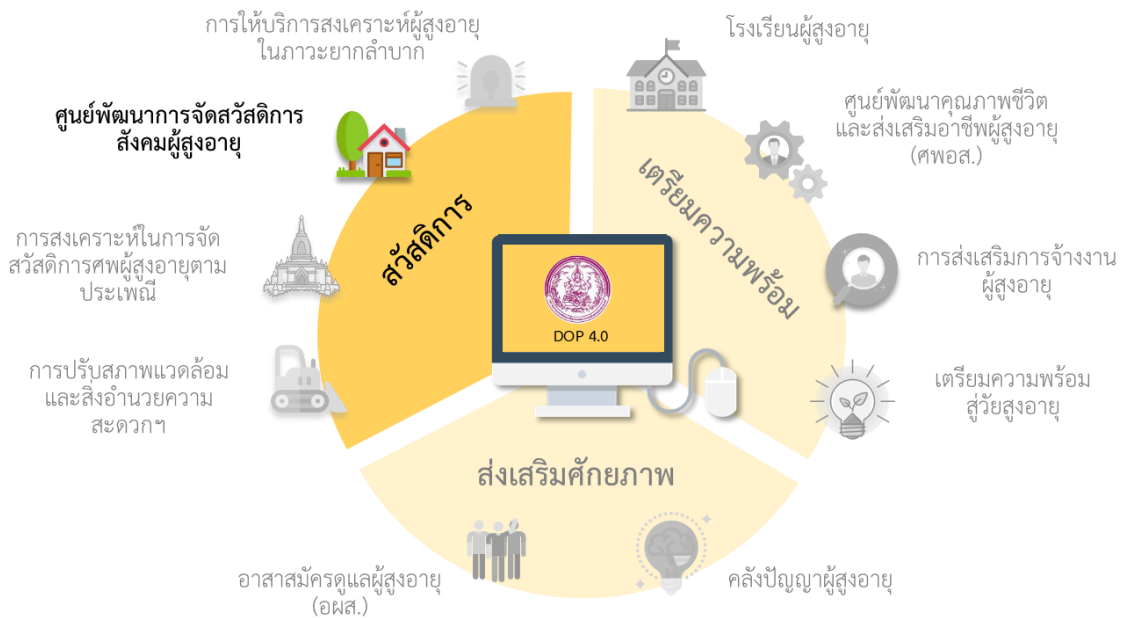 การให้บริการสงเคราะห์ผู้สูงอายุ
ในภาวะยากลำบาก
โรงเรียนผู้สูงอายุ
ศูนย์พัฒนาการจัดสวัสดิการ
สังคมผู้สูงอายุ
ศูนย์พัฒนาคุณภาพชีวิต
และส่งเสริมอาชีพผู้สูงอายุ
(ศพอส.)
สวัสดิการ
เตรียมความพร้อม
การสงเคราะห์ในการจัด
สวัสดิการศพผู้สูงอายุตาม
ประเพณี
การส่งเสริมการจ้างงาน
ผู้สูงอายุ
DOP 4.0
การปรับสภาพแวดล้อม
และสิ่งอำนวยความ
สะดวกฯ
เตรียมความพร้อม
สู่วัยสูงอายุ
ส่งเสริมศักยภาพ
อาสาสมัครดูแลผู้สูงอายุ
(อผส.)
คลังปัญญาผู้สูงอายุ